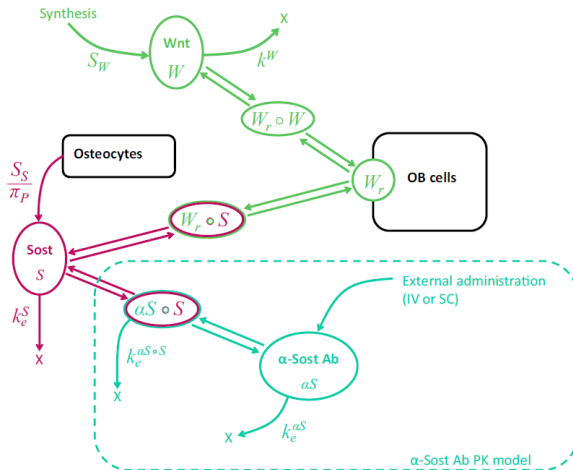 Synthesis
X
Wnt
W
S_W
k^W
W_r ∘ W
Osteocytes
OB cells
W_r
S_S
π_P
W_r ∘ S
Sost
S
External administration
(IV or SC)
αS ∘ S
k_e^S
k_e^{αS∘S}
α-Sost Ab
αS
X
X
k_e^{αS}
X
α-Sost Ab PK model